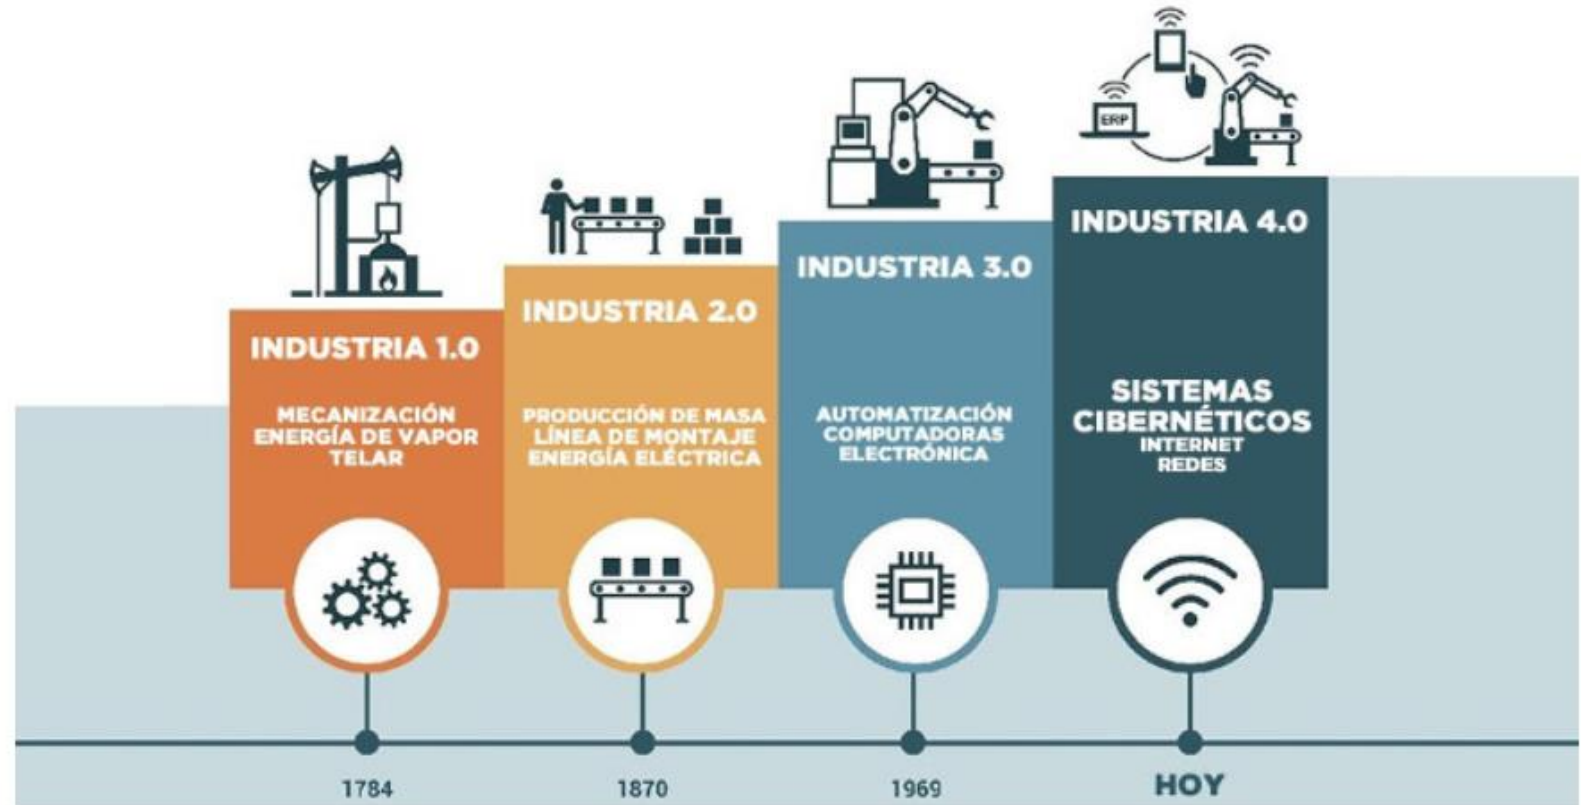 ERP
INDUSTRIA 1.0
MECANIZACIÓN
ENERGÍA DE VAPOR
TELAR
INDUSTRIA 2.0
PRODUCCIÓN DE MASA
LÍNEA DE MONTAJE
ENERGÍA ELÉCTRICA
INDUSTRIA 3.0
AUTOMATIZACIÓN
COMPUTADORAS
ELECTRÓNICA
INDUSTRIA 4.0
SISTEMAS
CIBERNÉTICOS
INTERNET
REDES
1784
1870
1969
HOY